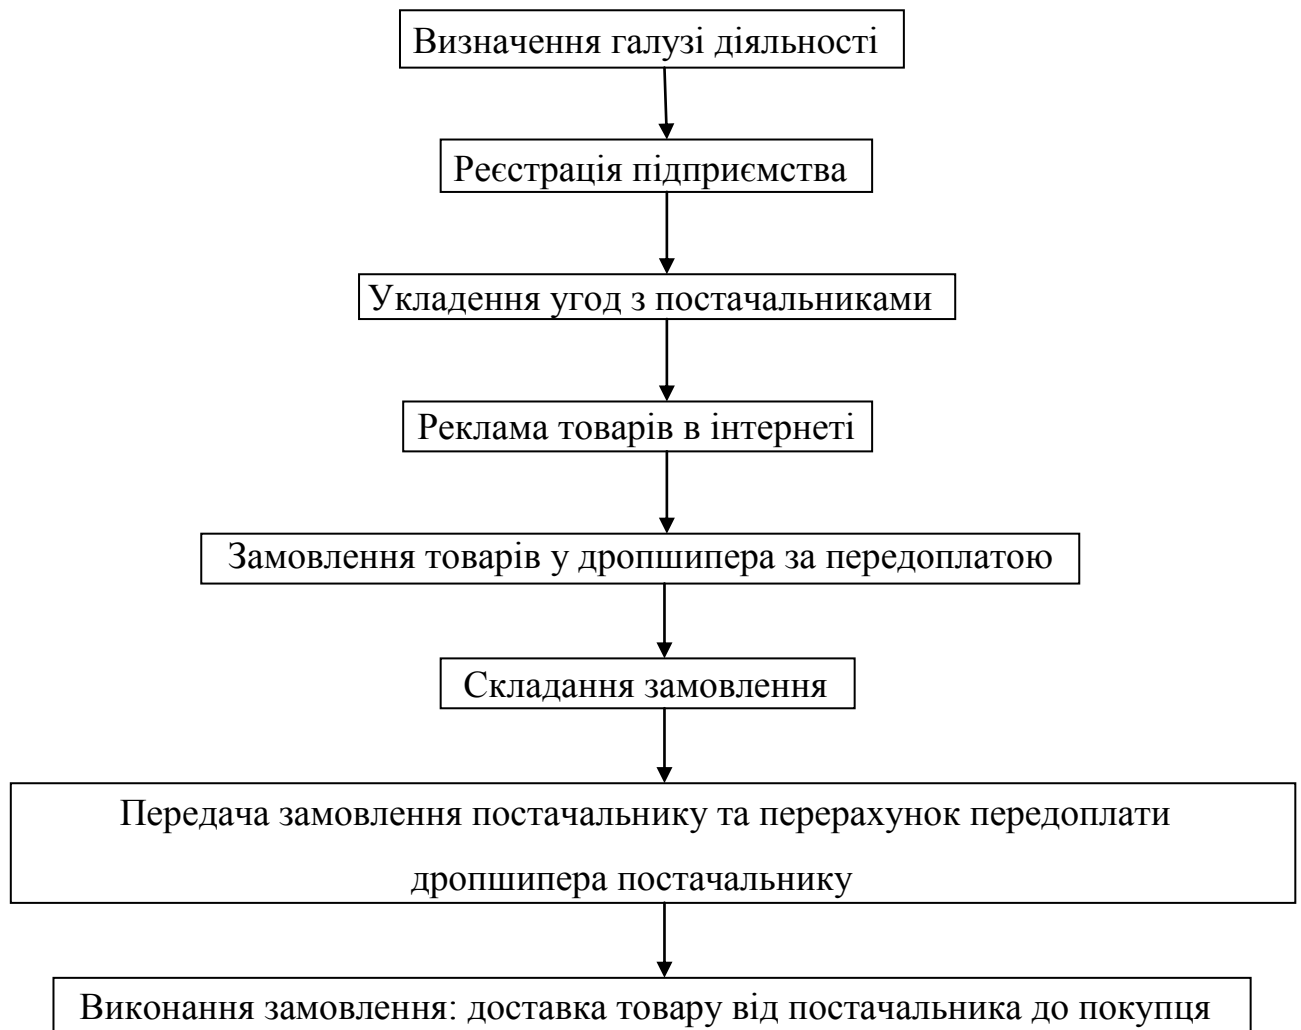 Визначення галузі діяльності
Реєстрація підприємства
Укладення угод з постачальниками
Реклама товарів в інтернеті
Замовлення товарів у дропшипера за передоплатою
Складання замовлення
Передача замовлення постачальнику та перерахунок передоплати
дропшипера постачальнику
Виконання замовлення: доставка товару від постачальника до покупця